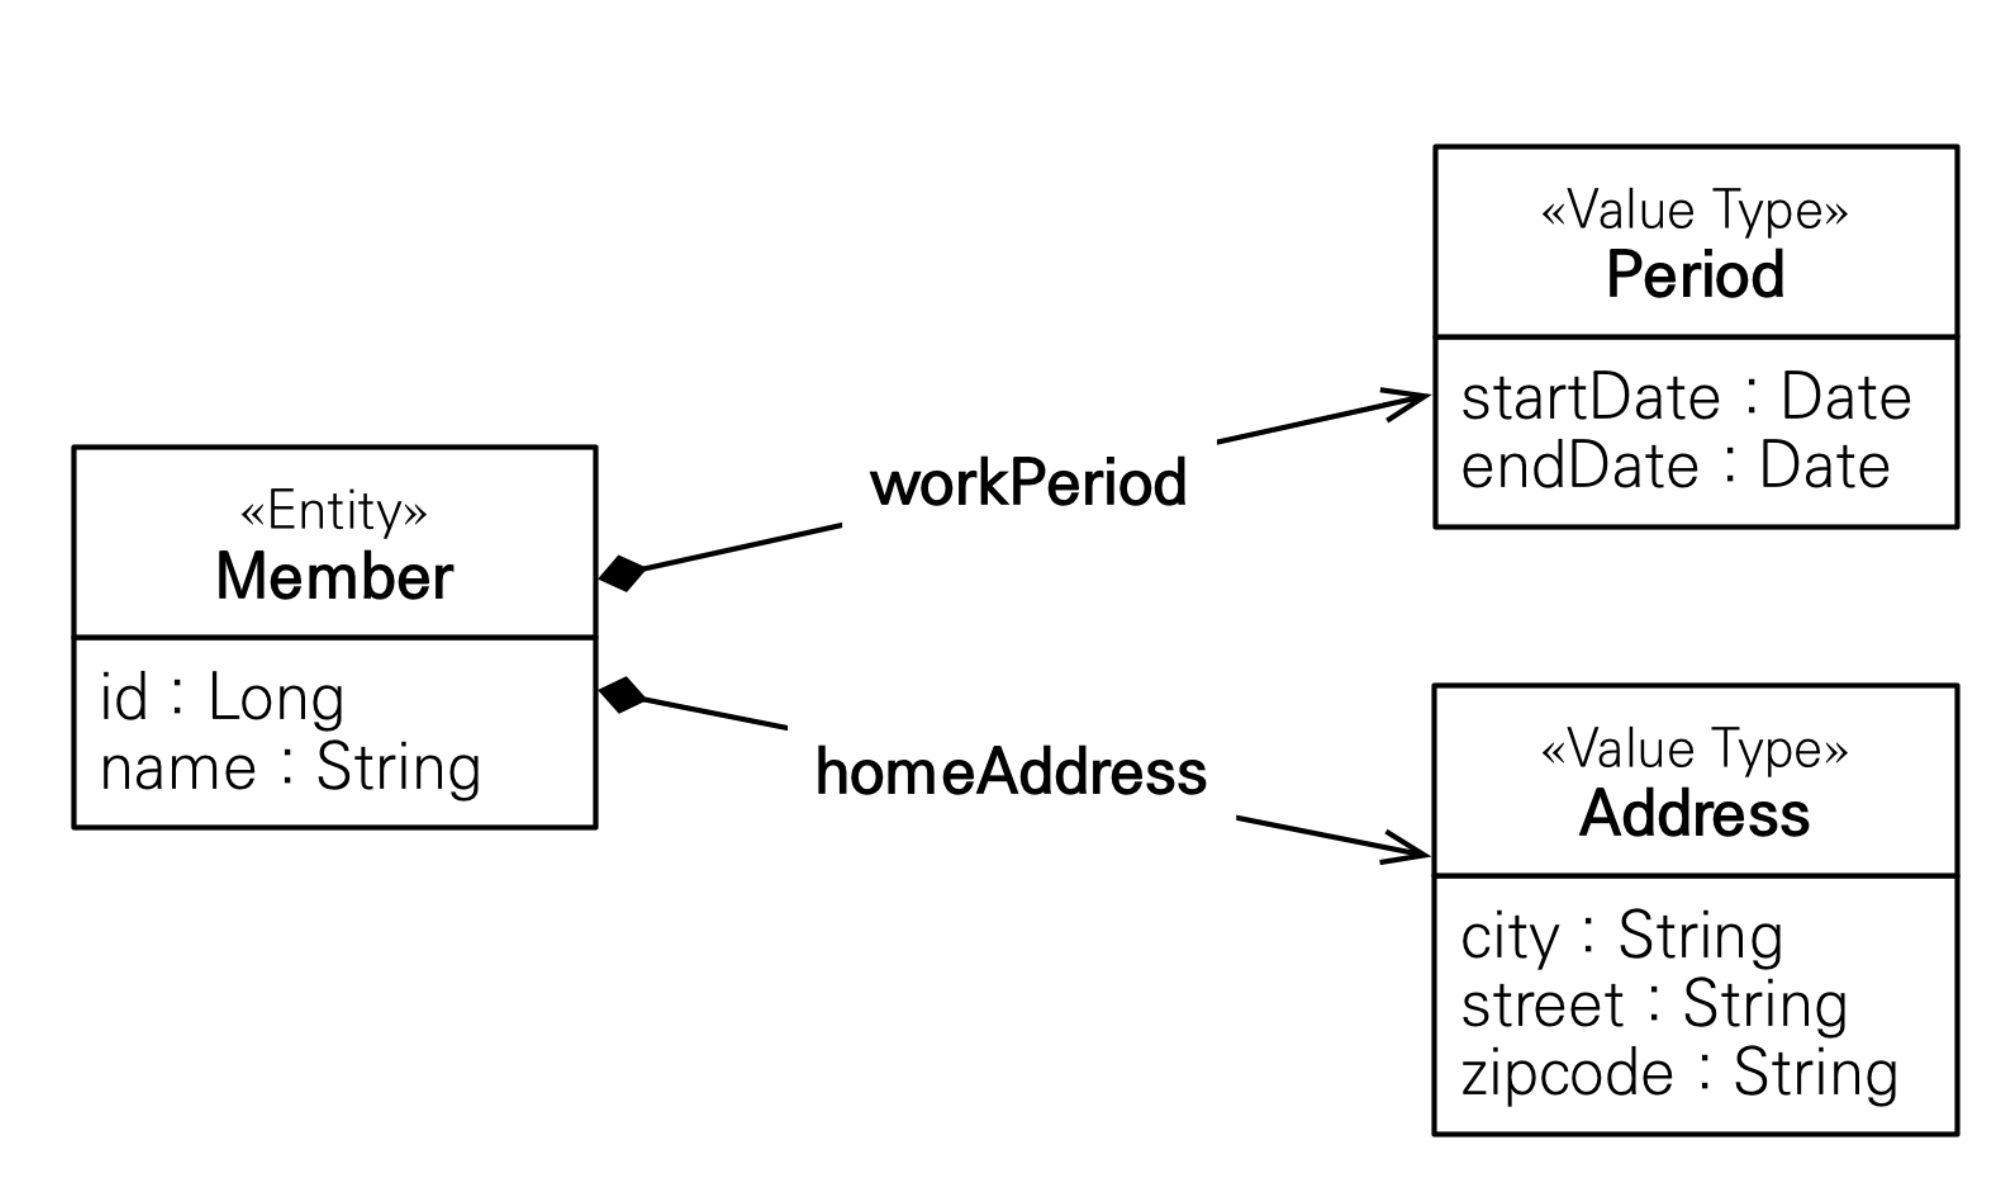 «Entity»
Member
id : Long
name : String
workPeriod
homeAddress
«Value Type»
Period
startDate : Date
endDate : Date
«Value Type»
Address
city : String
street : String
zipcode : String